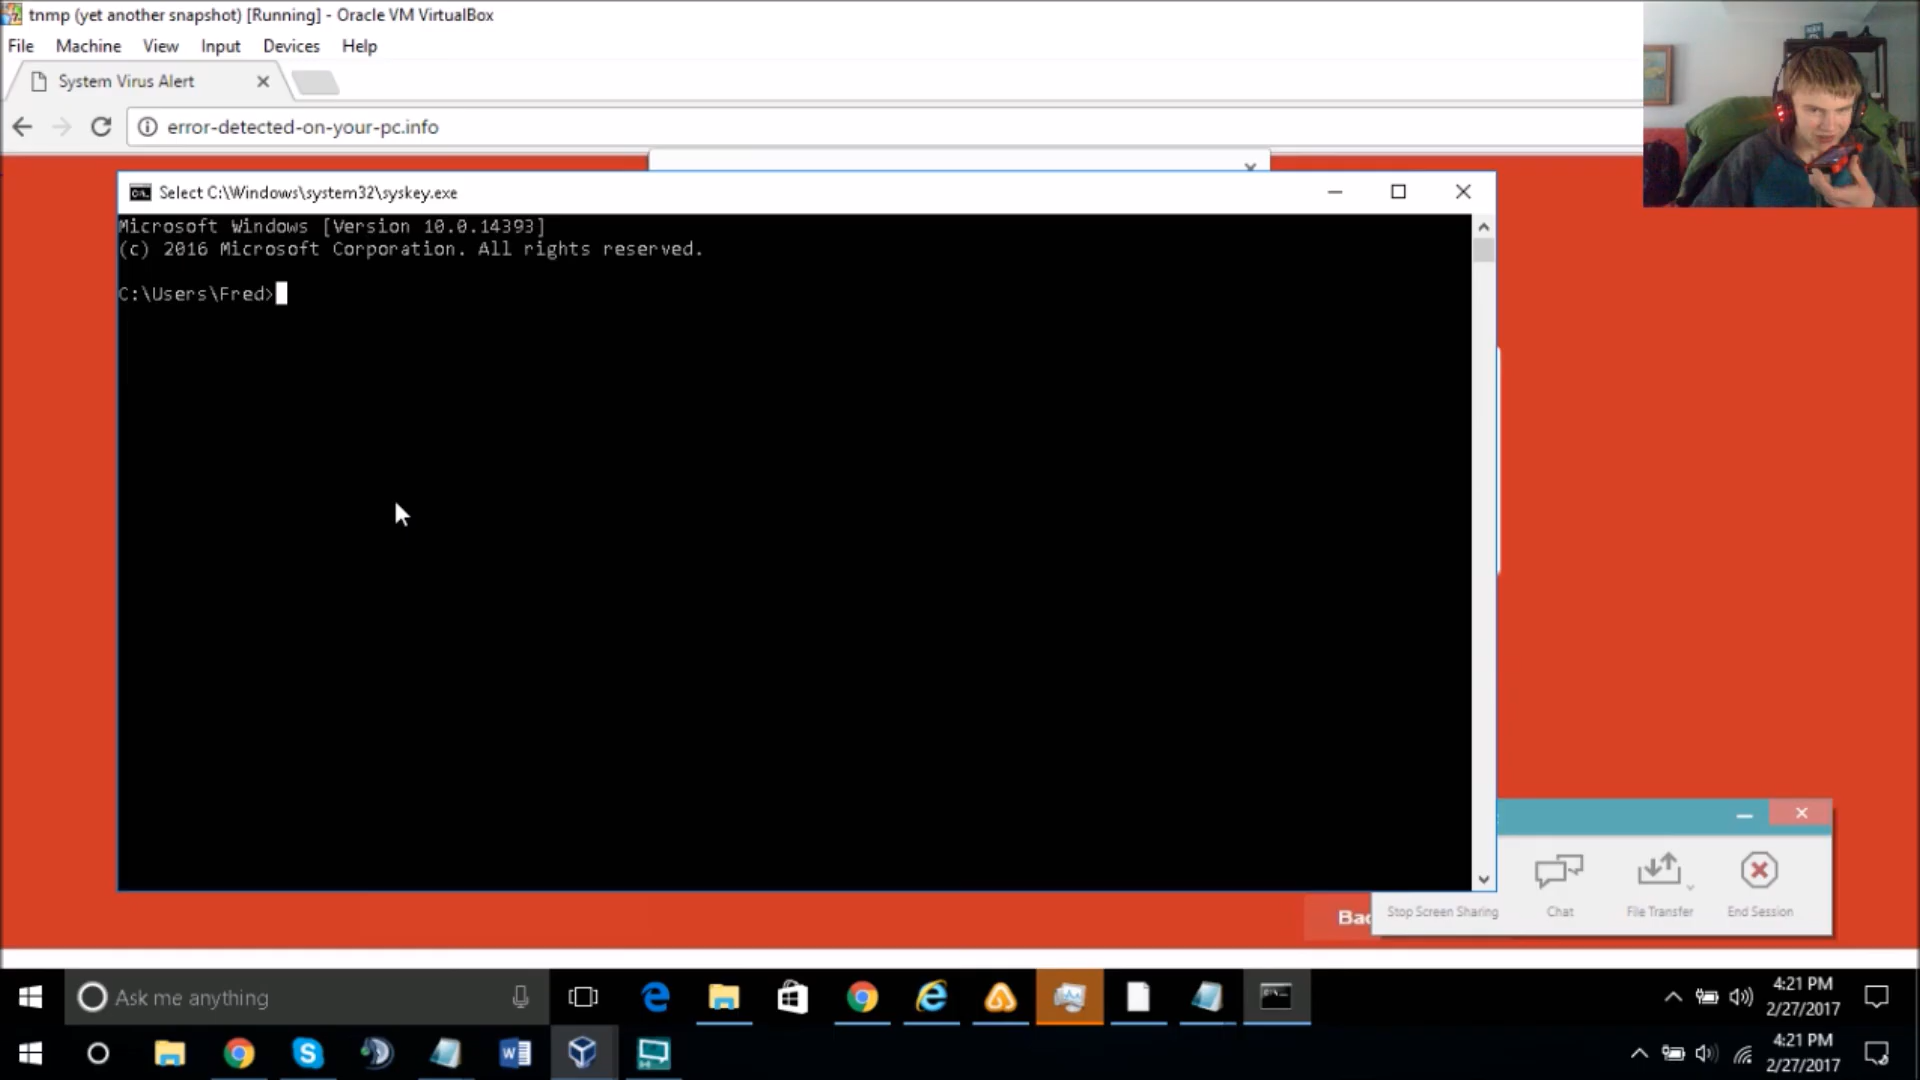 tnmp (yet another snapshot) [Running] - Oracle VM VirtualBox
File Machine View Input Devices Help
System Virus Alert
error-detected-on-your-pc.info
Select C:\Windows\system32\syskey.exe
Microsoft Windows [Version 10.0.14393]
(c) 2016 Microsoft Corporation. All rights reserved.
C:\Users\Fred>
Bac
Stop Screen Sharing Chat File Transfer End Session
Ask me anything
4:21 PM
2/27/2017
4:21 PM
2/27/2017